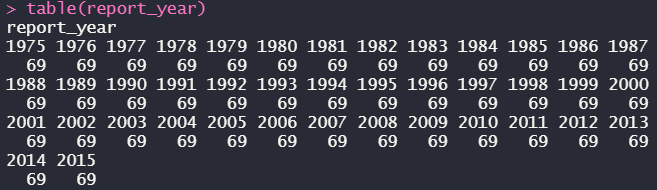 > table(report_year)
report_year
1975 1976 1977 1978 1979 1980 1981 1982 1983 1984 1985 1986 1987
69 69 69 69 69 69 69 69 69 69 69 69 69
1988 1989 1990 1991 1992 1993 1994 1995 1996 1997 1998 1999 2000
69 69 69 69 69 69 69 69 69 69 69 69 69
2001 2002 2003 2004 2005 2006 2007 2008 2009 2010 2011 2012 2013
69 69 69 69 69 69 69 69 69 69 69 69 69
2014 2015
69 69